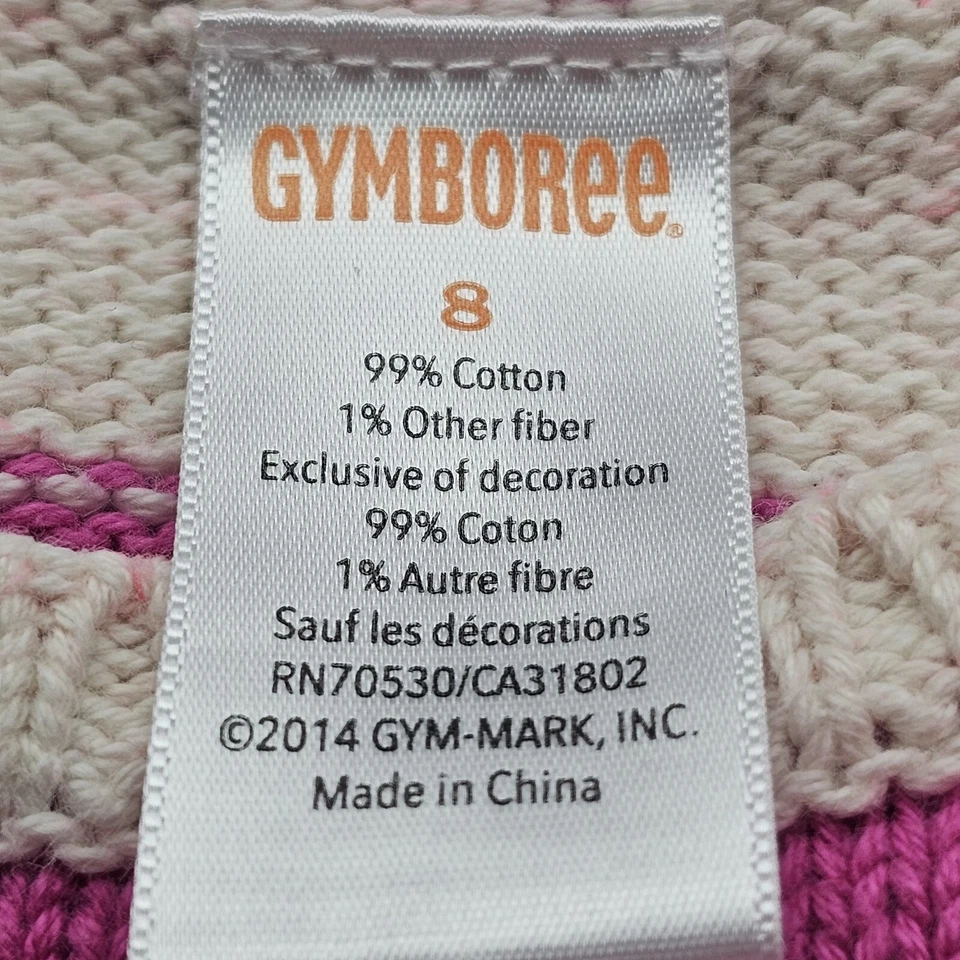 GYMBOREE®
8
99% Cotton
1% Other fiber
Exclusive of decoration
99% Coton
1% Autre fibre
Sauf les décorations
RN70530/CA31802
©2014 GYM-MARK, INC.
Made in China